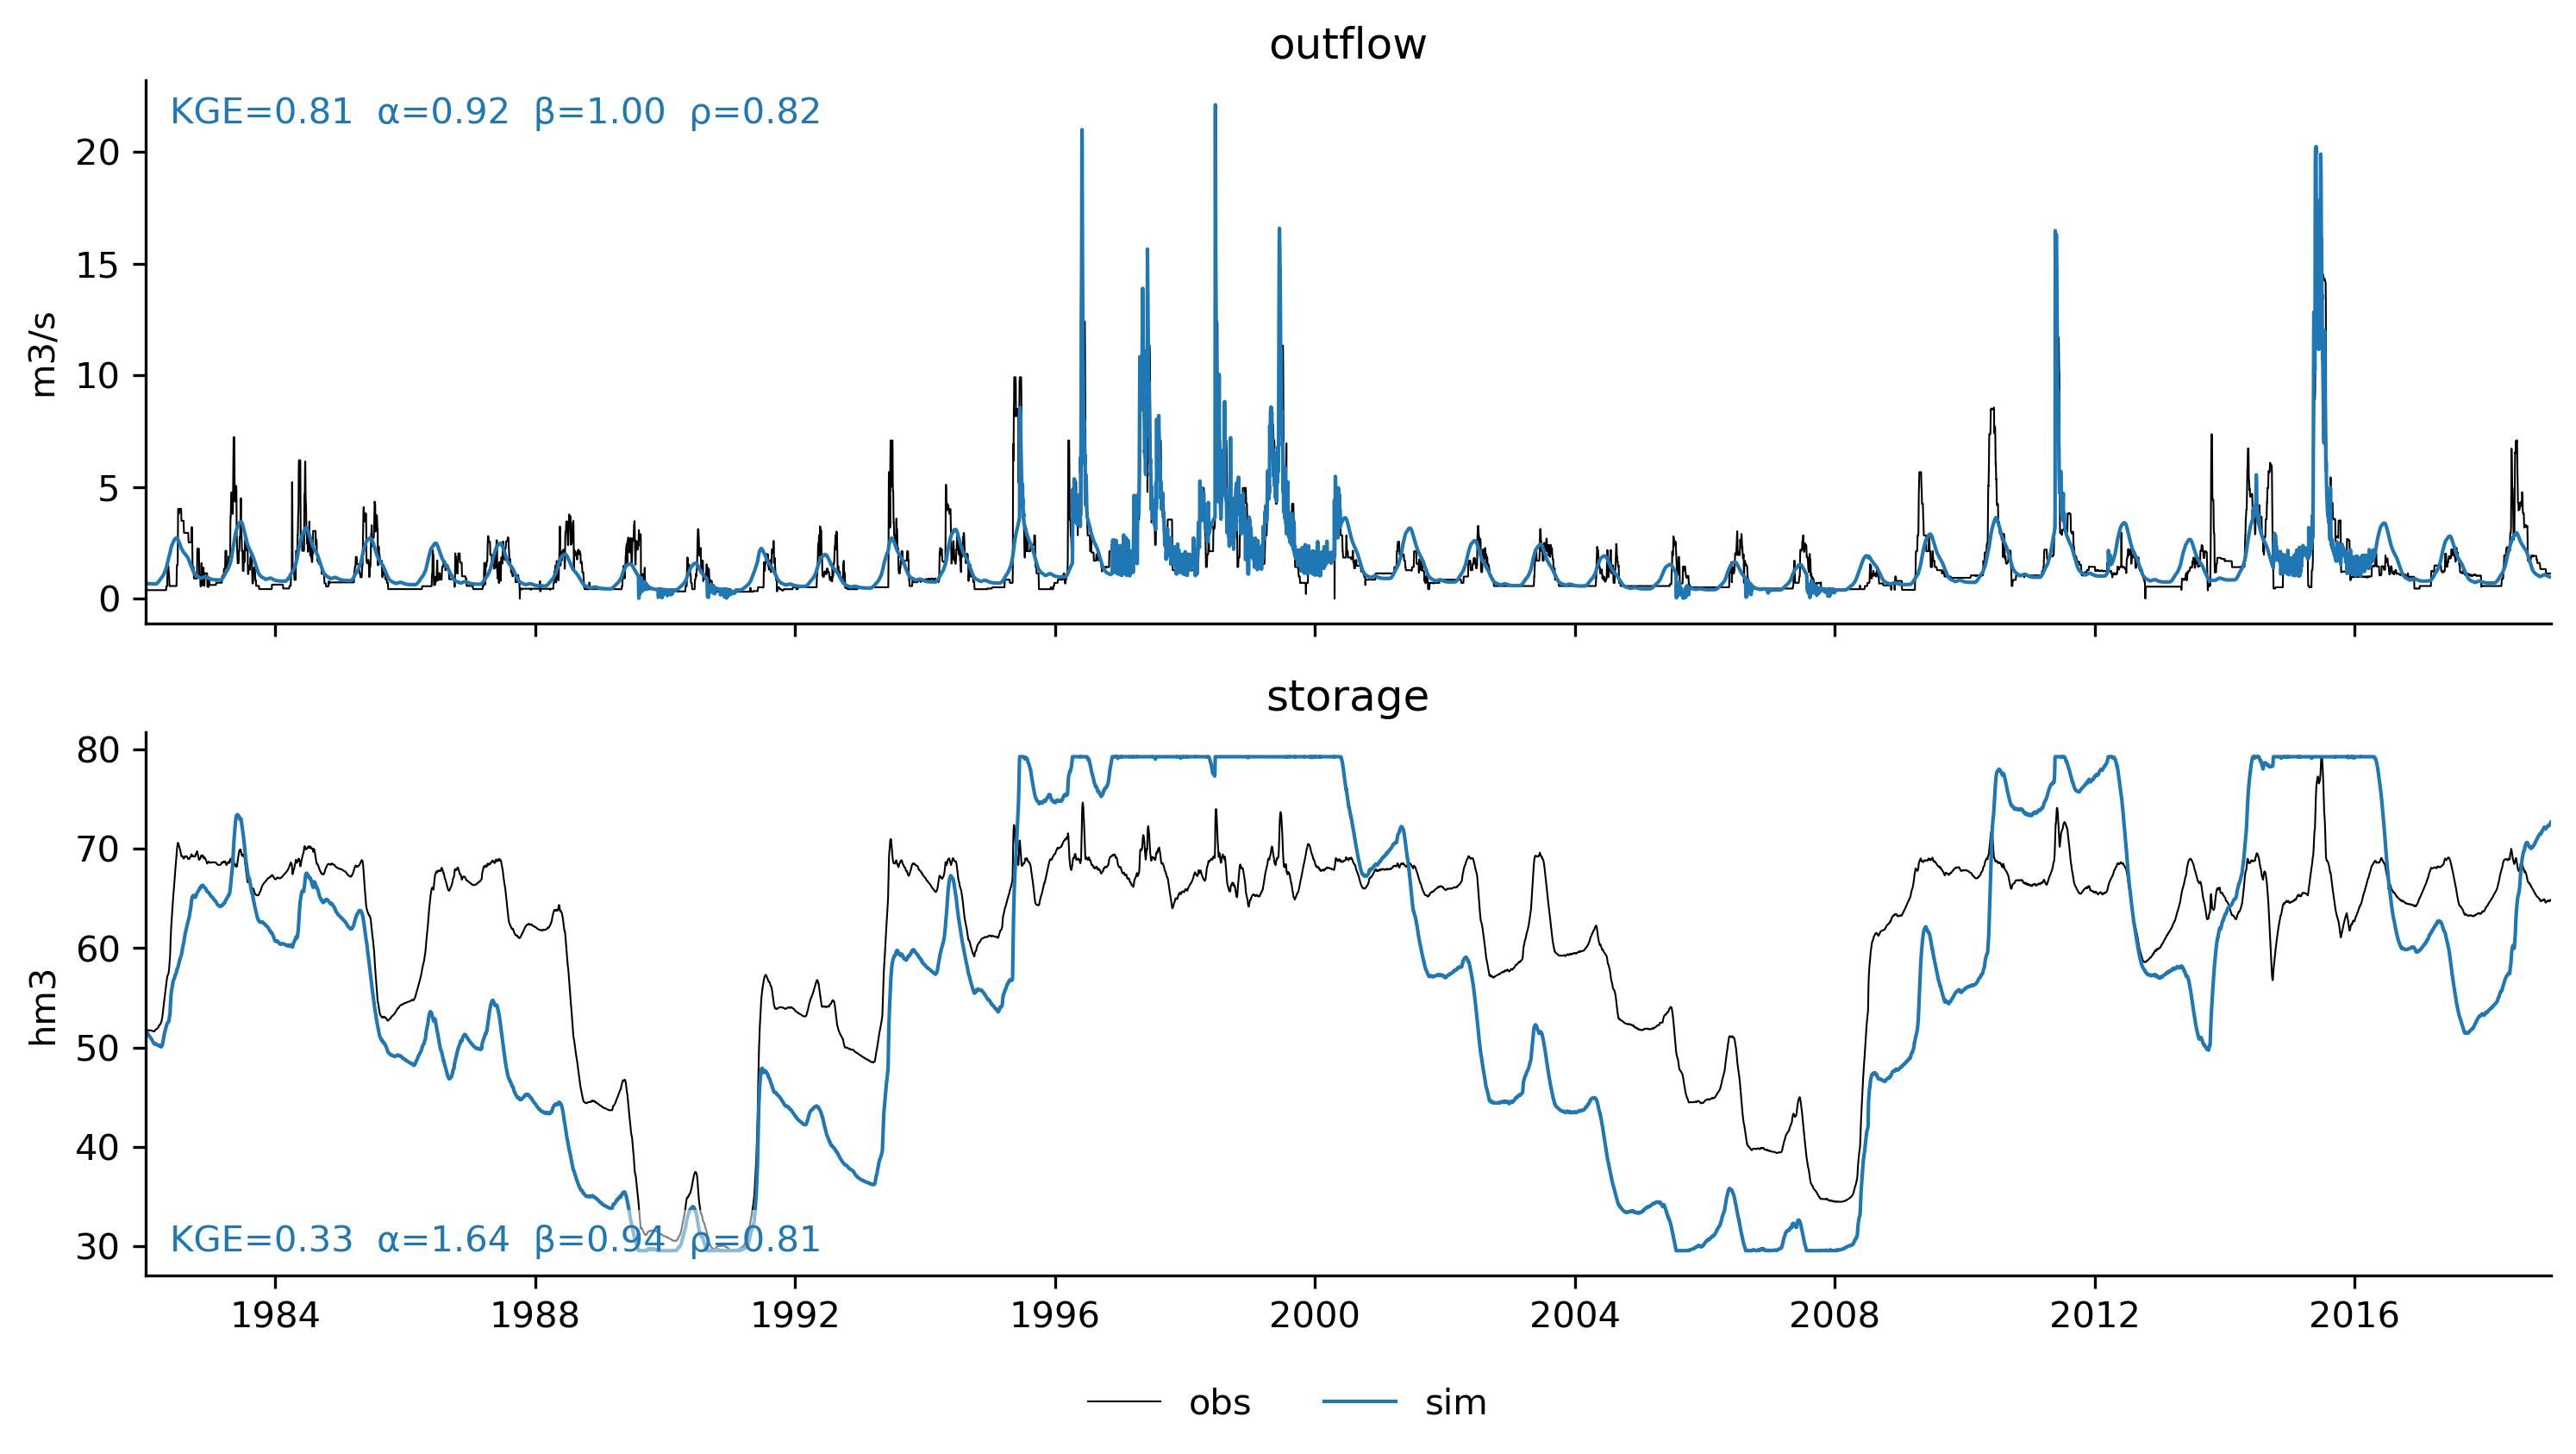 outflow
KGE=0.81 α=0.92 β=1.00 ρ=0.82
m3/s
20
15
10
5
0
storage
hm3
80
70
60
50
40
30
KGE=0.33 α=1.64 β=0.94 ρ=0.81
1984 1988 1992 1996 2000 2004 2008 2012 2016
obs sim